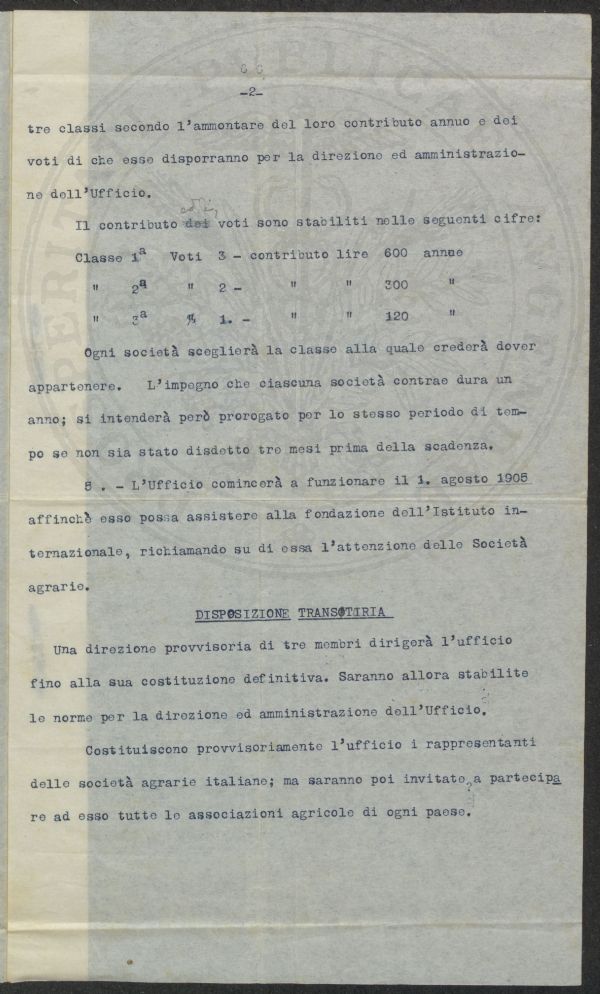 -2-
tre classi secondo l'ammontare del loro contributo annuo e dei
voti di che esse disporranno per la direzione ed amministrazio-
ne dell'Ufficio.
Il contributo dei voti sono stabiliti nelle seguenti cifre:
Classe 1ª Voti 3 - contributo lire 600 annue
" 2ª " 2 - " " 300 "
" 3ª " 1. - " " 120 "
Ogni società sceglierà la classe alla quale crederà dover
appartenere. L'impegno che ciascuna società contrae dura un
anno; si intenderà però prorogato per lo stesso periodo di tem-
po se non sia stato disdetto tre mesi prima della scadenza.
5 . - L'Ufficio comincerà a funzionare il 1. agosto 1905
affinchè esso possa assistere alla fondazione dell'Istituto in-
ternazionale, richiamando su di essa l'attenzione delle Società
agrarie.
DISPOSIZIONE TRANSOTIRIA
Una direzione provvisoria di tre membri dirigerà l'ufficio
fino alla sua costituzione definitiva. Saranno allora stabilite
le norme per la direzione ed amministrazione dell'Ufficio.
Costituiscono provvisoriamente l'ufficio i rappresentanti
delle società agrarie italiane; ma saranno poi invitate a partecipa
re ad esso tutte le associazioni agricole di ogni paese.